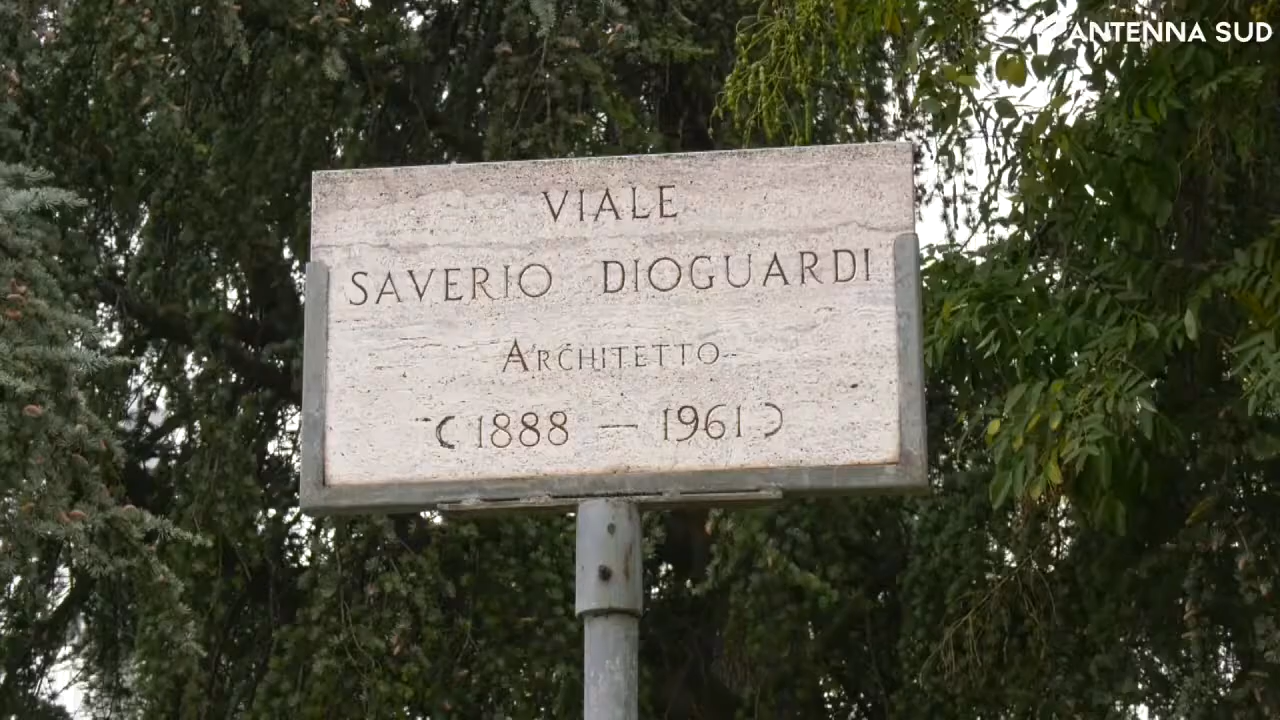 ANTENNA SUD
VIALE
SAVERIO DIOGUARDI
ARCHITETTO
(1888 — 1961)